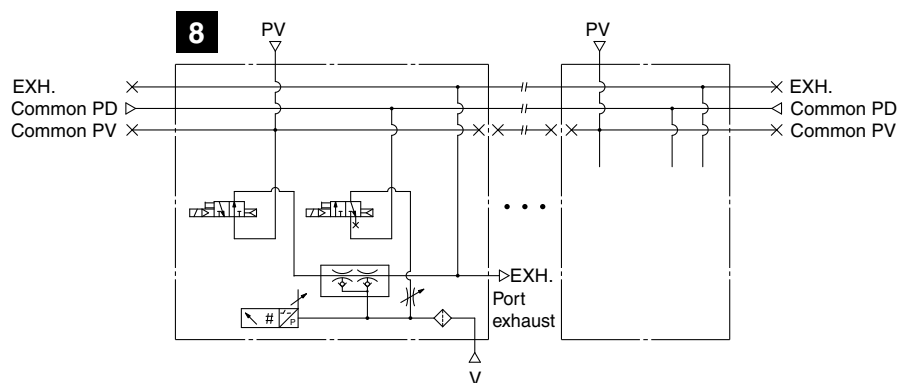 8
PV
PV
EXH.
Common PD
Common PV
EXH.
Common PD
Common PV
EXH.
Port
exhaust
#
P
V